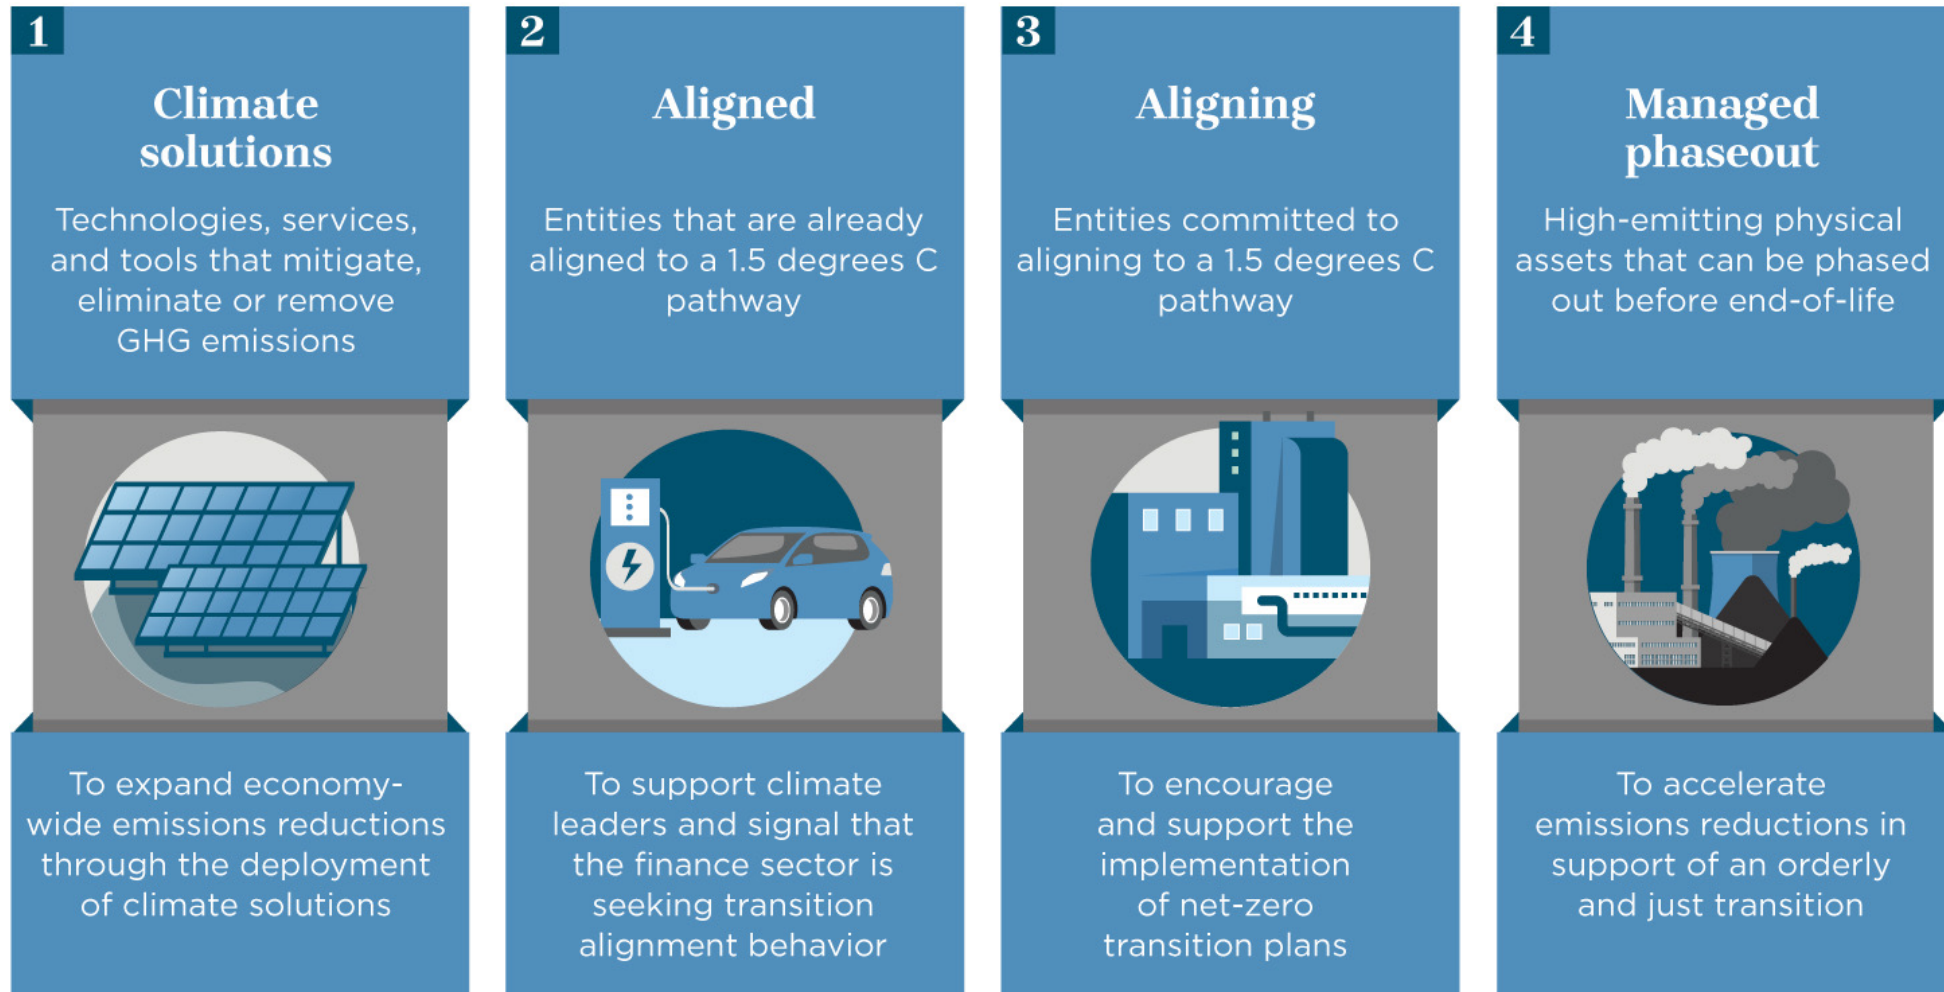 1
Climate
solutions
Technologies, services,
and tools that mitigate,
eliminate or remove
GHG emissions
To expand economy-
wide emissions reductions
through the deployment
of climate solutions
2
Aligned
Entities that are already
aligned to a 1.5 degrees C
pathway
To support climate
leaders and signal that
the finance sector is
seeking transition
alignment behavior
3
Aligning
Entities committed to
aligning to a 1.5 degrees C
pathway
To encourage
and support the
implementation
of net-zero
transition plans
4
Managed
phaseout
High-emitting physical
assets that can be phased
out before end-of-life
To accelerate
emissions reductions in
support of an orderly
and just transition